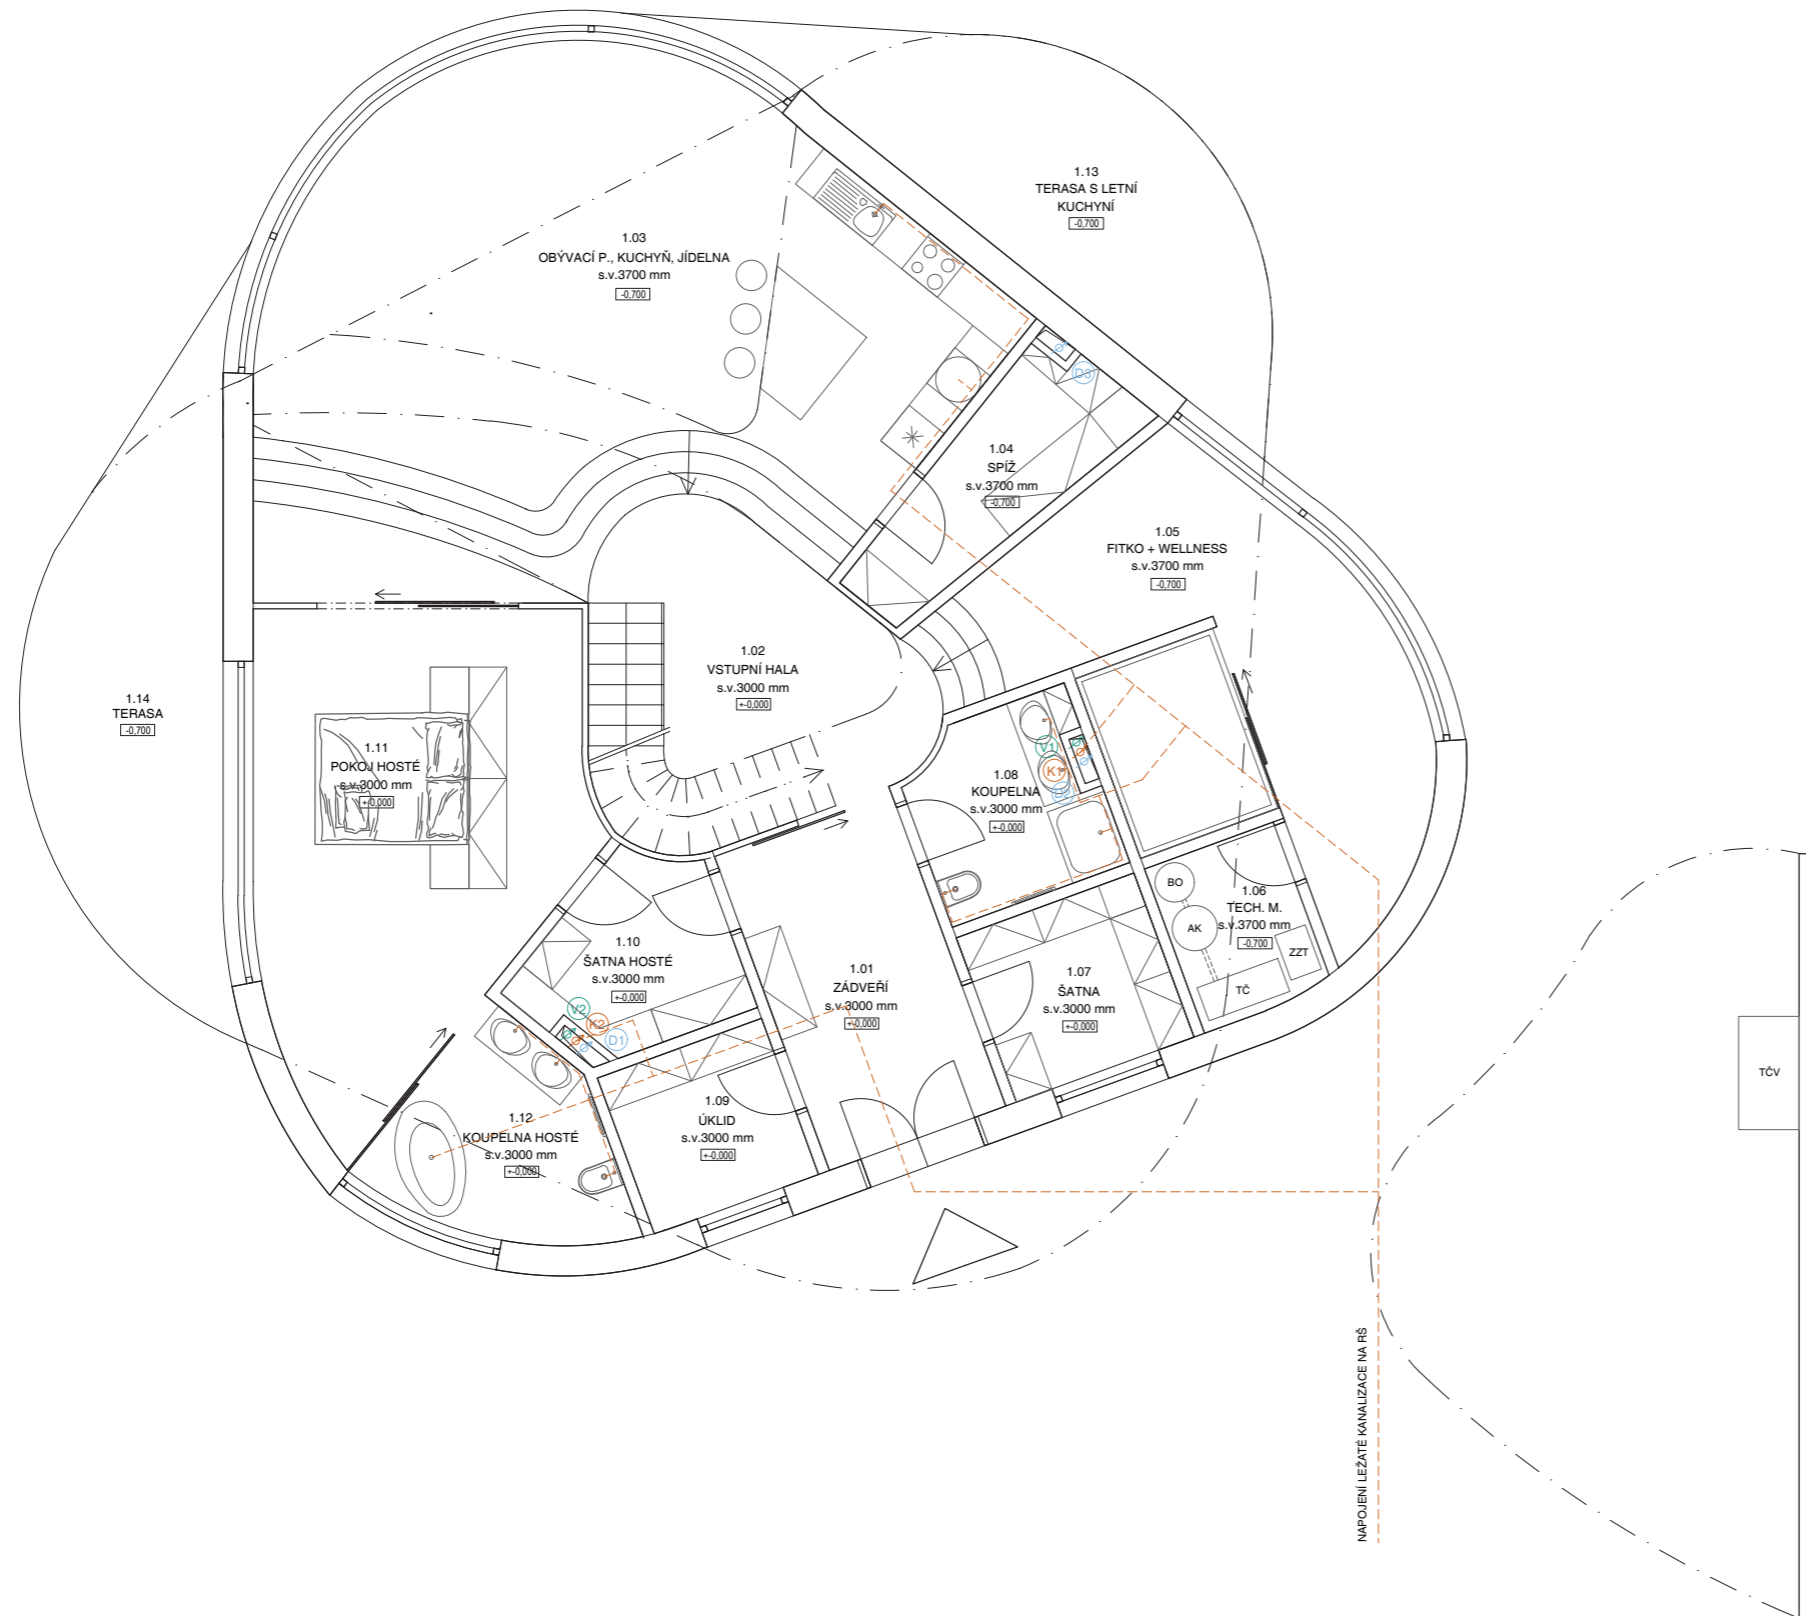 1.13
TERASA S LETNÍ
KUCHYNÍ
-0,700
1.03
OBÝVACÍ P., KUCHYŇ, JÍDELNA
s.v.3700 mm
-0,700
D3
1.04
SPÍŽ
s.v.3700 mm
-0,700
1.05
FITKO + WELLNESS
s.v.3700 mm
-0,700
1.02
VSTUPNÍ HALA
s.v.3000 mm
+-0,000
1.14
TERASA
-0,700
1.11
POKOJ HOSTÉ
s.v.3000 mm
+-0,000
V1
K1
1.08
KOUPELNA
s.v.3000 mm
+-0,000
BO
AK
1.06
TECH. M.
s.v.3700 mm
-0,700
ZZT
TČ
1.10
ŠATNA HOSTÉ
s.v.3000 mm
+-0,000
V2
K2
D1
1.01
ZÁDVEŘÍ
s.v.3000 mm
+-0,000
1.07
ŠATNA
s.v.3000 mm
+-0,000
1.09
ÚKLID
s.v.3000 mm
+-0,000
1.12
KOUPELNA HOSTÉ
s.v.3000 mm
+-0,000
TČV
NAPOJENÍ LEŽATÉ KANALIZACE NA RŠ